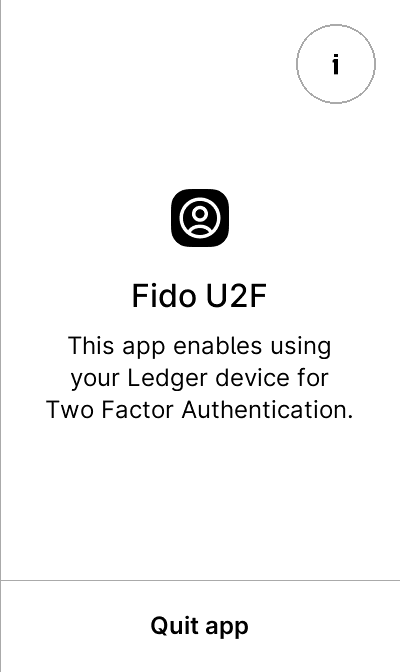 i
Fido U2F
This app enables using
your Ledger device for
Two Factor Authentication.
Quit app